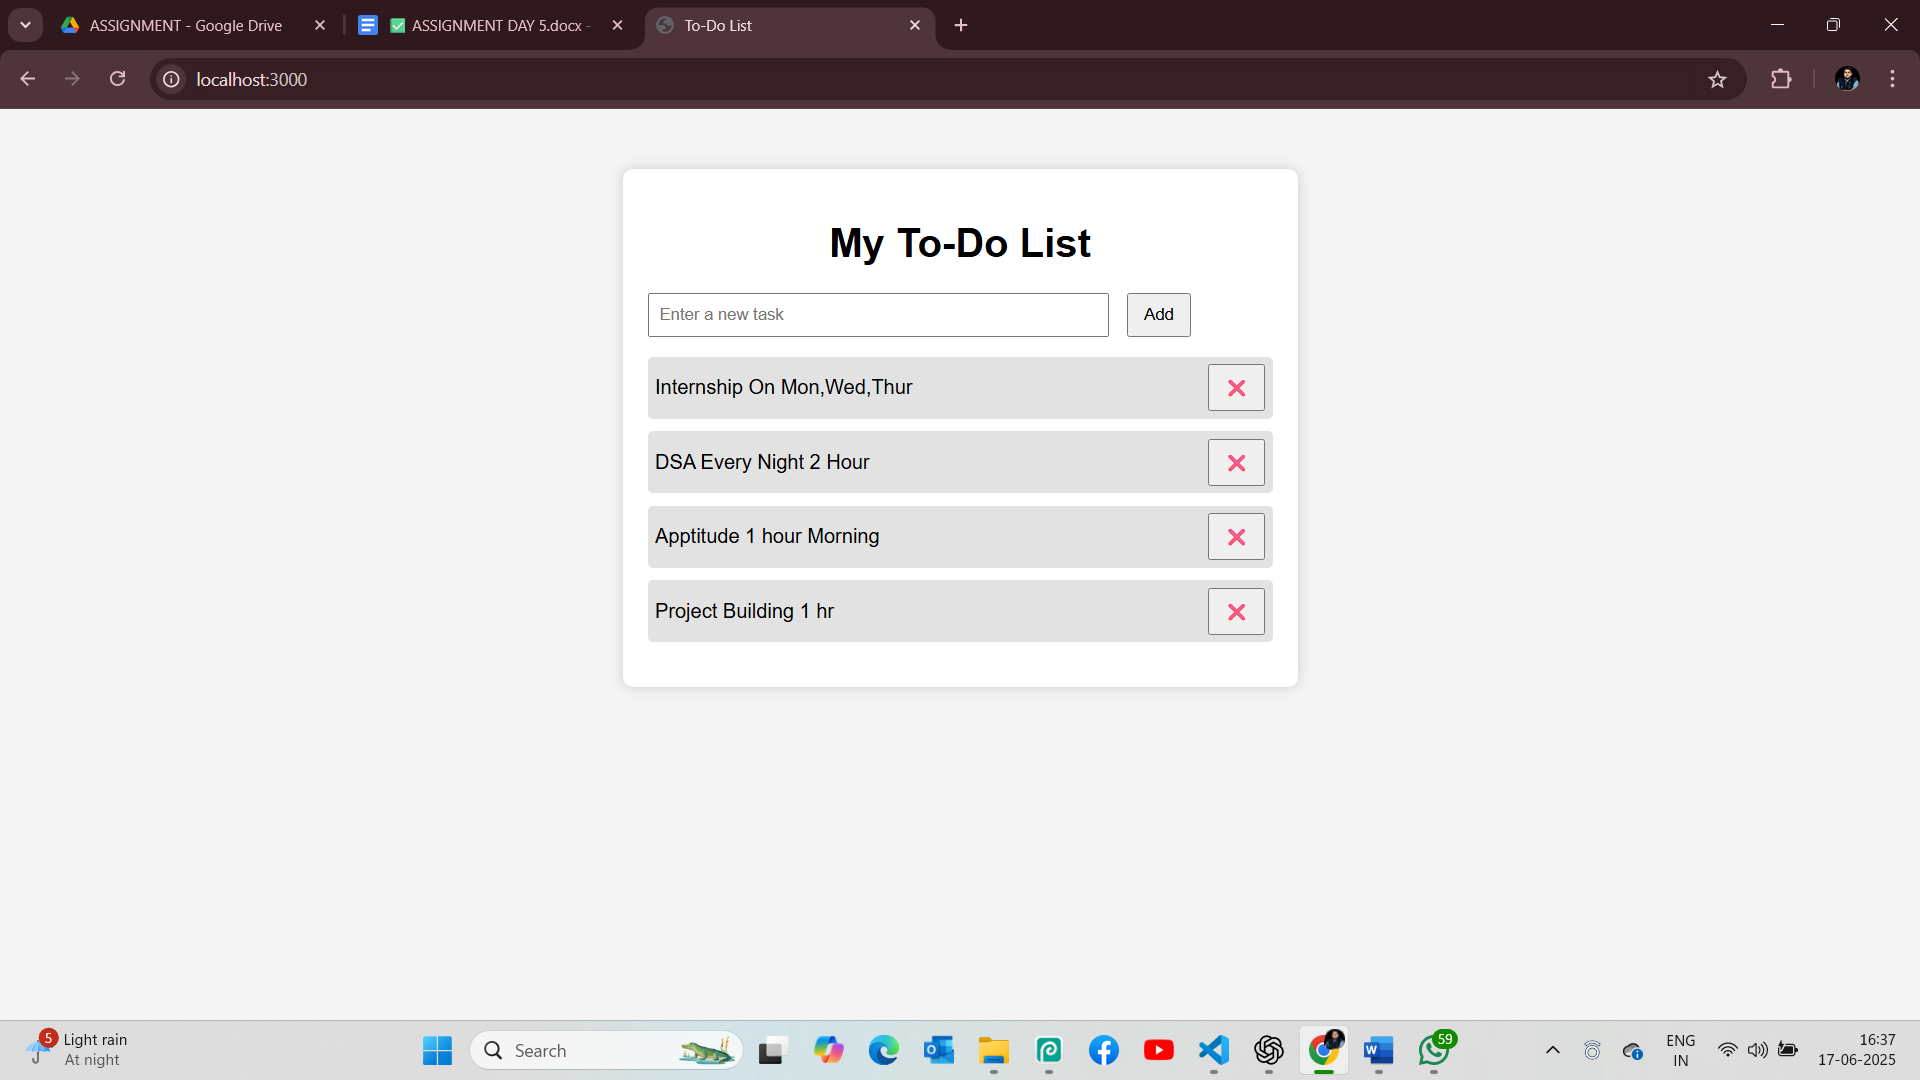 ASSIGNMENT - Google Drive
ASSIGNMENT DAY 5.docx -
To-Do List
localhost:3000
My To-Do List
Enter a new task
Add
Internship On Mon,Wed,Thur
DSA Every Night 2 Hour
Apptitude 1 hour Morning
Project Building 1 hr
5
Light rain
At night
Search
59
ENG
IN
16:37
17-06-2025